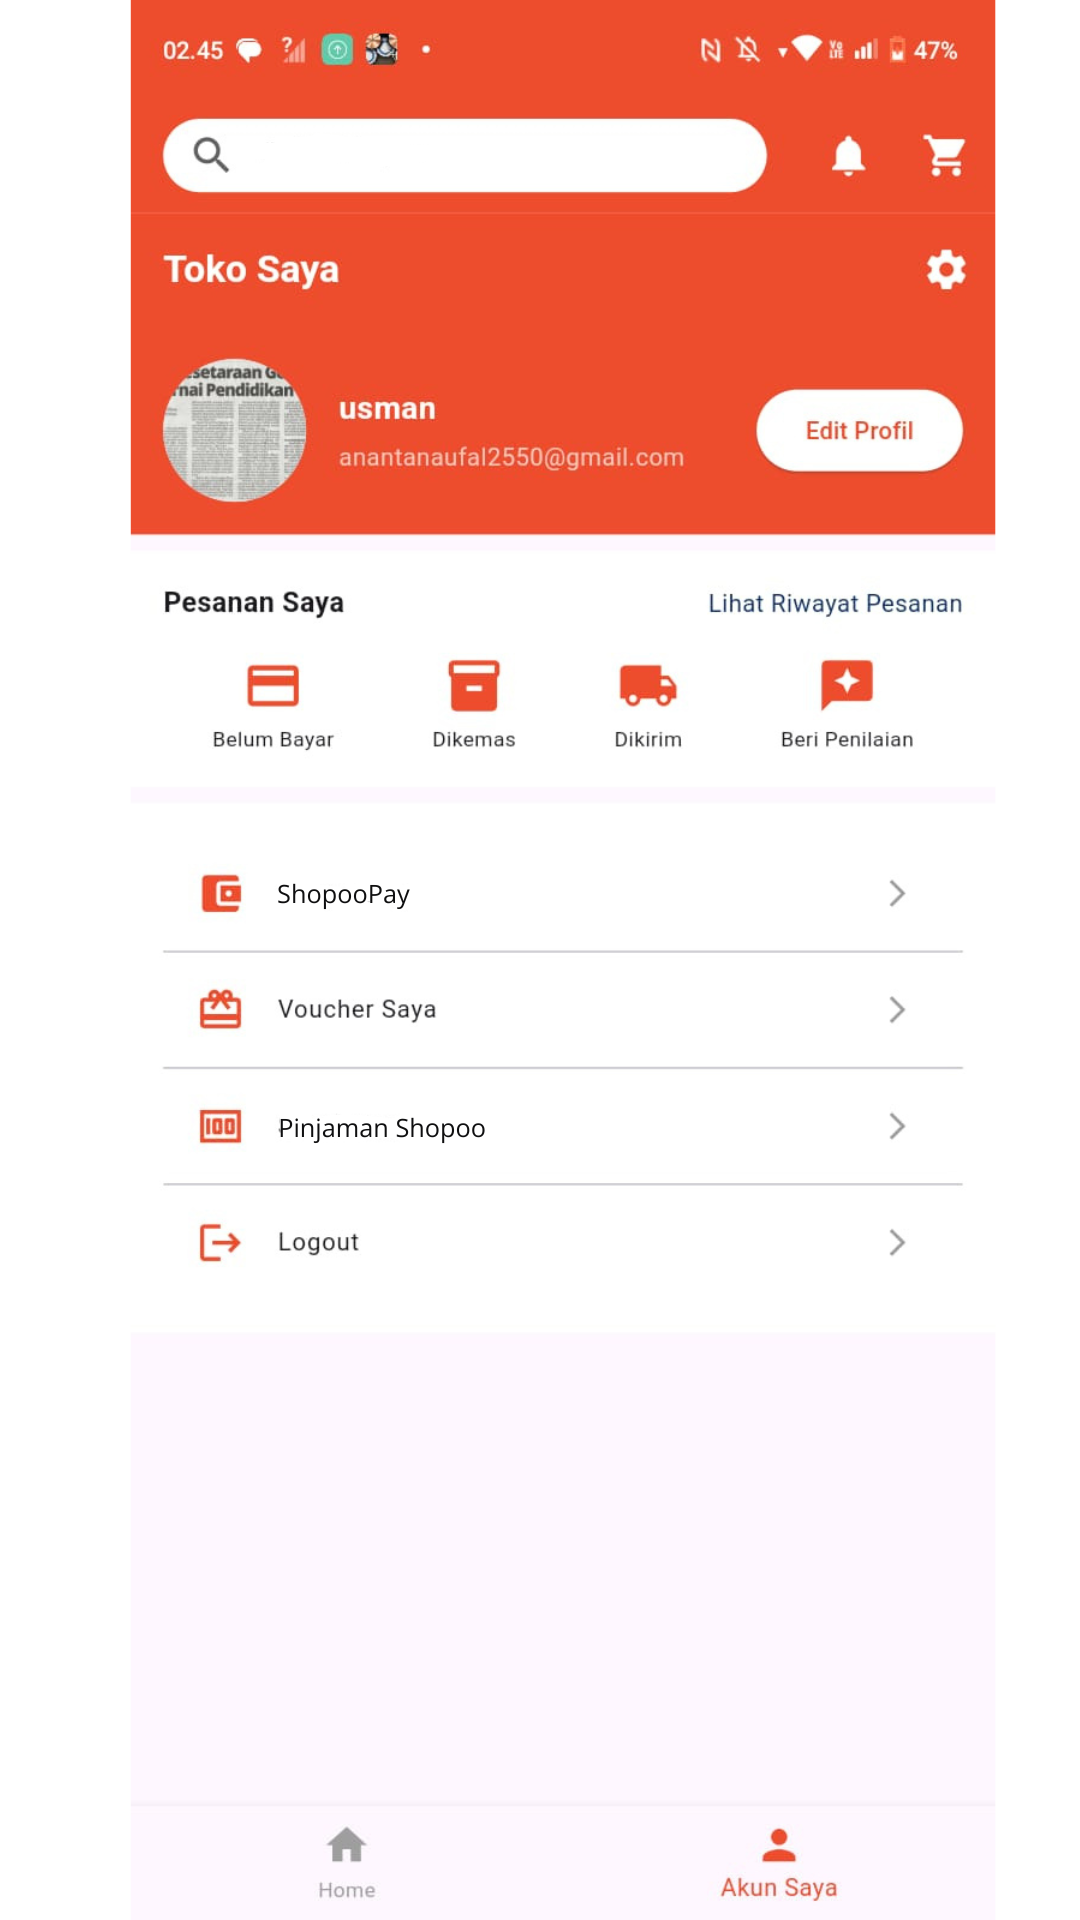 02.45
47%
Toko Saya
setaraan G
nai Pendidikan
usman
anantanaufal2550@gmail.com
Edit Profil
Pesanan Saya
Lihat Riwayat Pesanan
Belum Bayar
Dikemas
Dikirim
Beri Penilaian
ShopooPay
Voucher Saya
100
Pinjaman Shopoo
Logout
Home
Akun Saya